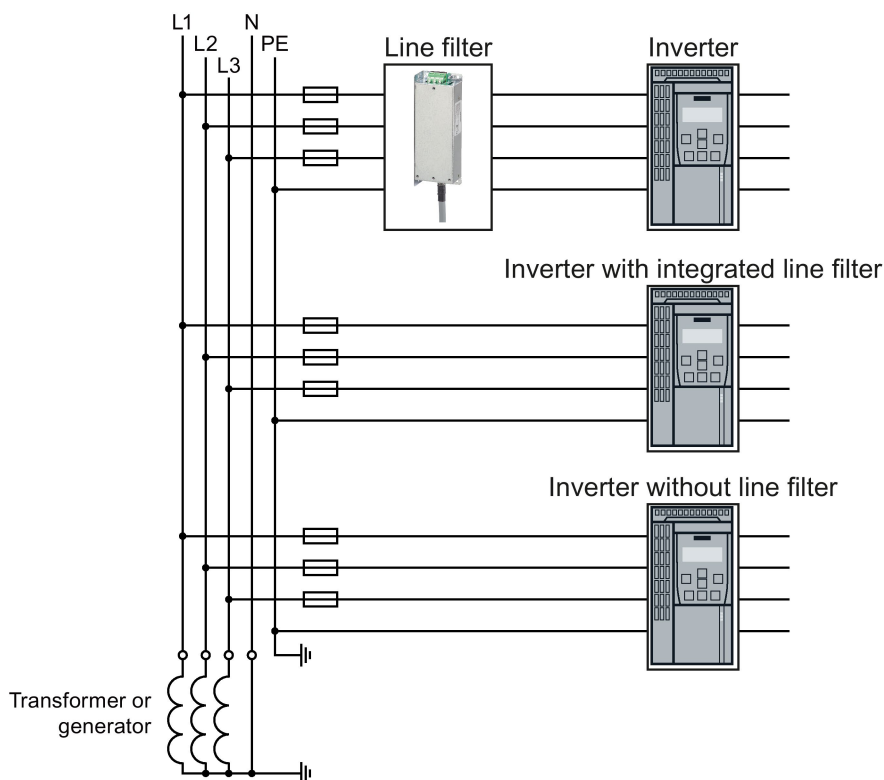 L1
N
L2
PE
L3
Line filter
Inverter
Inverter with integrated line filter
Inverter without line filter
Transformer or
generator